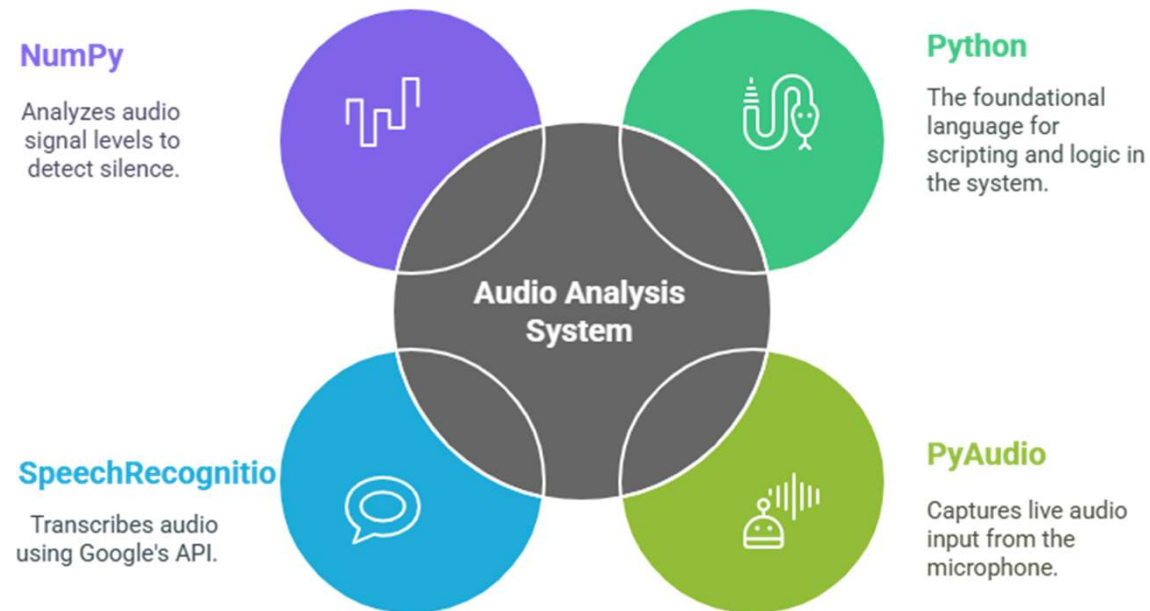 NumPy
Analyzes audio
signal levels to
detect silence.
Python
The foundational
language for
scripting and logic in
the system.
Audio Analysis
System
SpeechRecognitio
Transcribes audio
using Google's API.
PyAudio
Captures live audio
input from the
microphone.